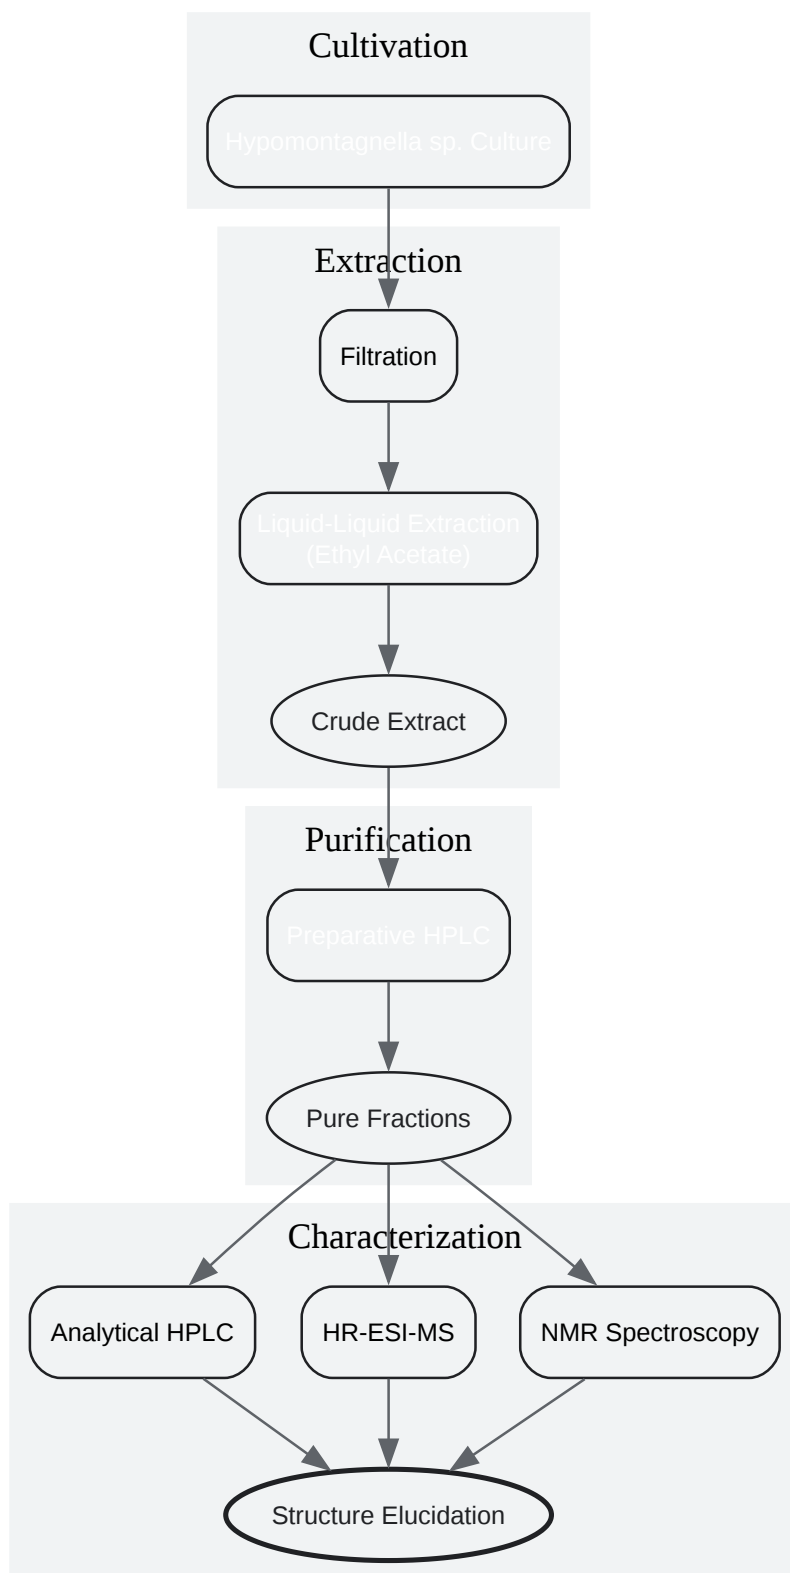 Cultivation
Hypomontagnella sp. Culture
Extraction
Filtration
Liquid-Liquid Extraction
(Ethyl Acetate)
Crude Extract
Purification
Preparative HPLC
Pure Fractions
Characterization
Analytical HPLC
HR-ESI-MS
NMR Spectroscopy
Structure Elucidation